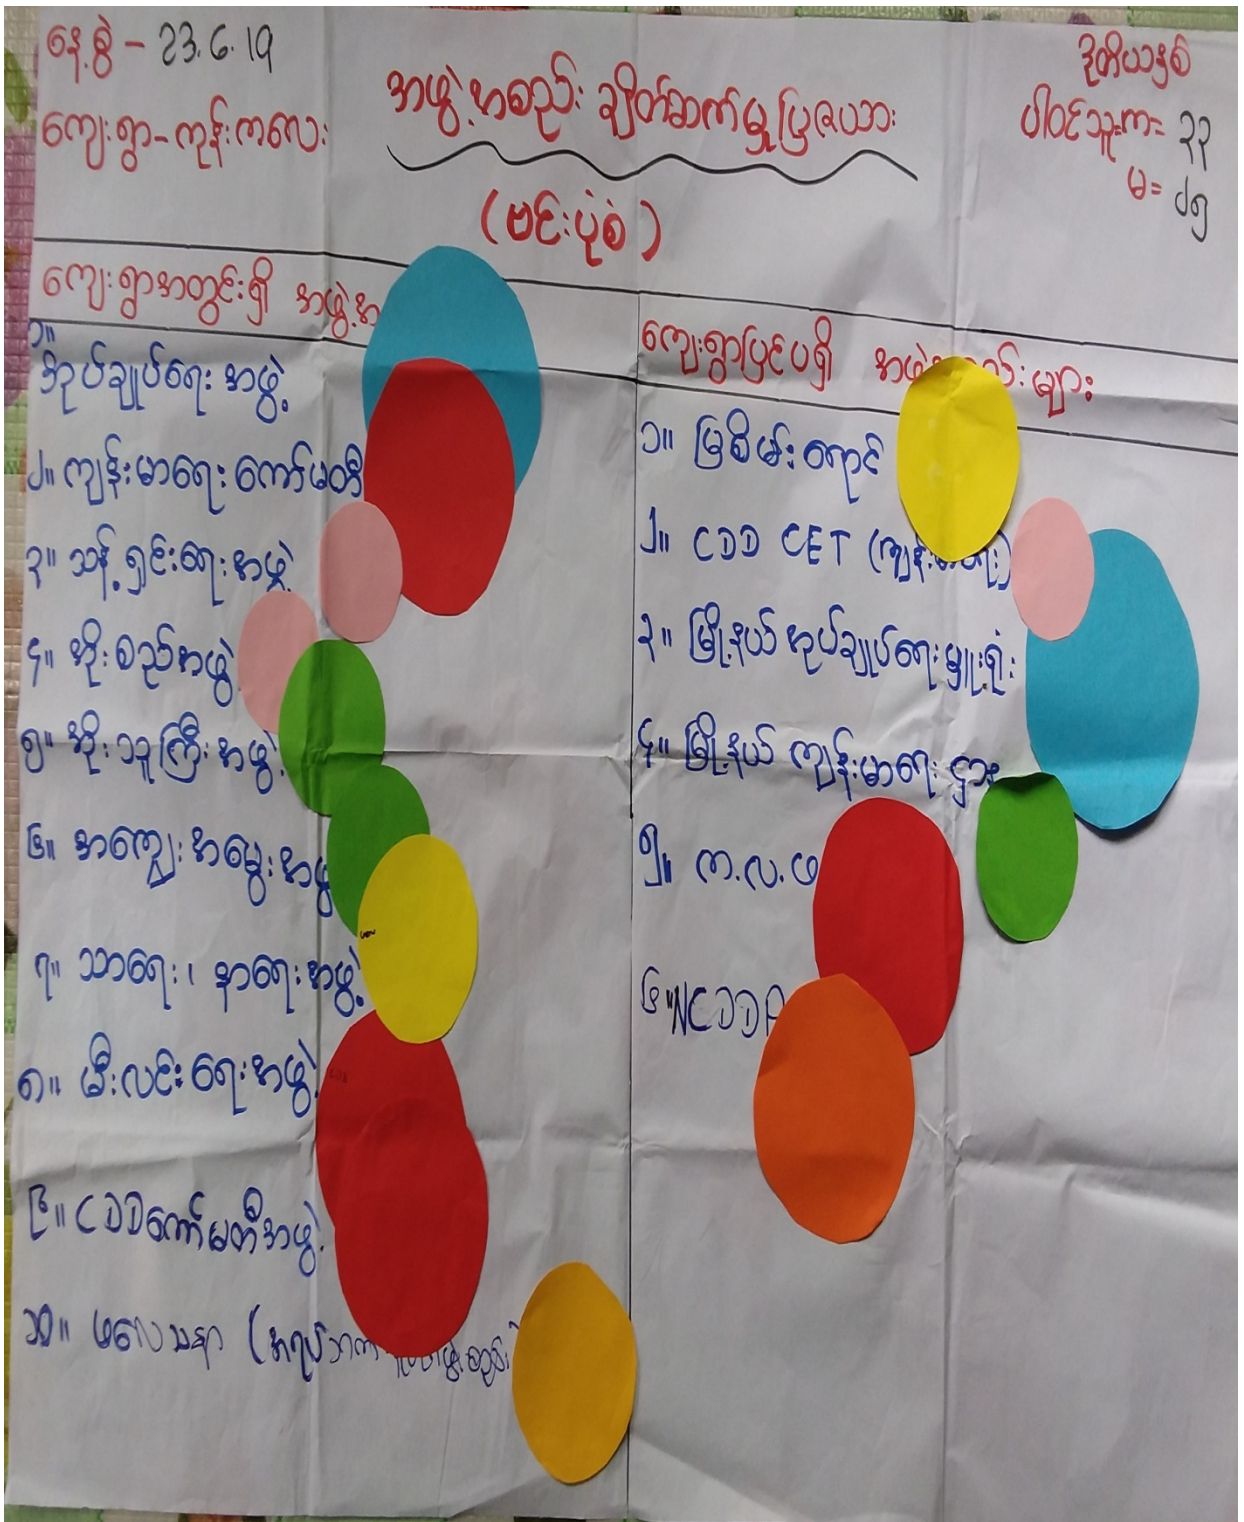 နေ့စွဲ - 23.6.19
ကျေးရွာ-ကုန်းကလေး
အဖွဲ့အစည်း ချိတ်ဆက်မှုပြဇယား
(ဗင်းပုံစံ)
ဒုတိယနှစ်
ပါဝင်သူ ကျား= ၃၃
မ= ၂၅
ကျေးရွာအတွင်းရှိ အဖွဲ့အ
၁။
အုပ်ချုပ်ရေး အဖွဲ့
၂။ ကျန်းမာရေး ကော်မတီ
၃။ သန့်ရှင်းရေး အဖွဲ့
၄။ အိုးစည်အဖွဲ့
၅။ အိုး သူကြီး အဖွဲ့
၆။ အကျွေး အမွေး အဖွဲ့
၇။ သာရေး၊ နာရေး အဖွဲ့
၈။ မီးလင်းရေး အဖွဲ့
၉။ CDDကော်မတီအဖွဲ့
၁၀။
ကျေးရွာပြင်ပရှိ အဖွဲ့အစည်းများ
၁။ မြစိမ်းရောင်
၂။ CDD CET (ကျန်းမာရေး)
၃။ မြို့နယ် အုပ်ချုပ်ရေးမှူးရုံး
၄။ မြို့နယ် ကျန်းမာရေး ဌာန
၅။ က.လ.ဖ
၆။ NCDDP